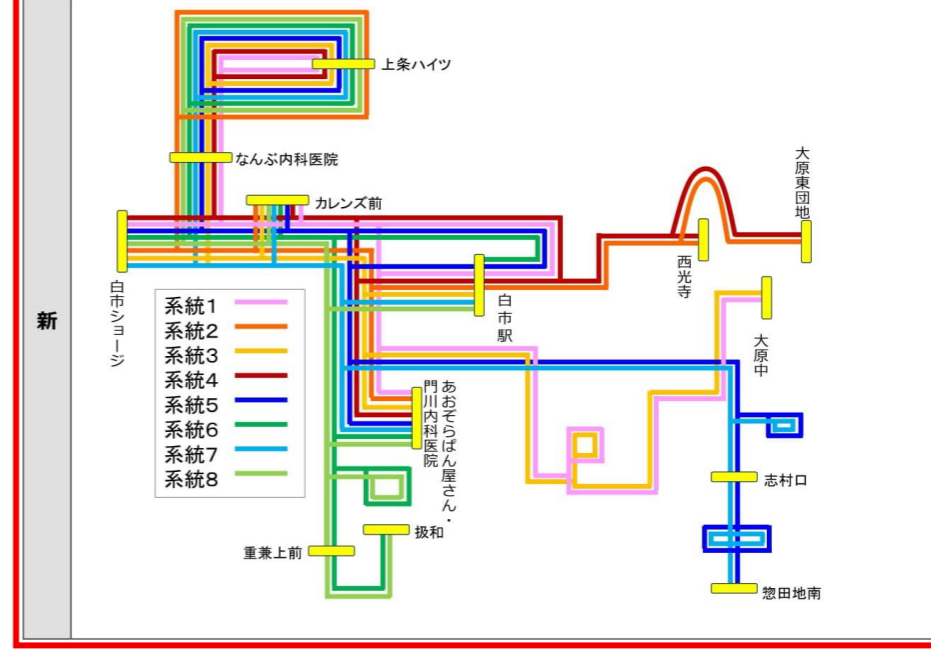 新
上条ハイツ
なんぶ内科医院
カレンズ前
白市ショージ
白市駅
西光寺
大原東団地
大原中
系統1
系統2
系統3
系統4
系統5
系統6
系統7
系統8
あおぞらぱん屋さん・
門川内科医院
志村口
扱和
重兼上前
惣田地南